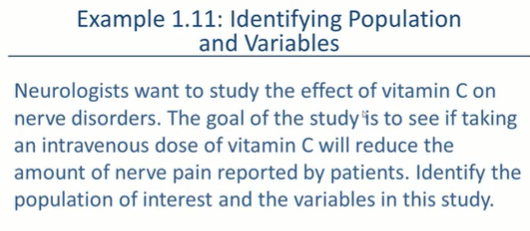 Example 1.11: Identifying Population
and Variables
Neurologists want to study the effect of vitamin C on
nerve disorders. The goal of the study is to see if taking
an intravenous dose of vitamin C will reduce the
amount of nerve pain reported by patients. Identify the
population of interest and the variables in this study.